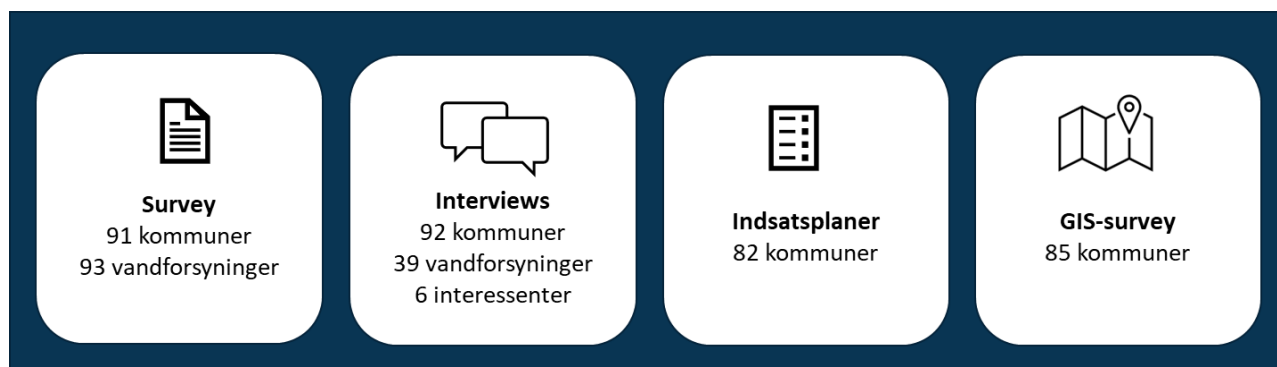 Survey
91 kommuner
93 vandforsyninger
Interviews
92 kommuner
39 vandforsyninger
6 interessenter
Indsatsplaner
82 kommuner
GIS-survey
85 kommuner